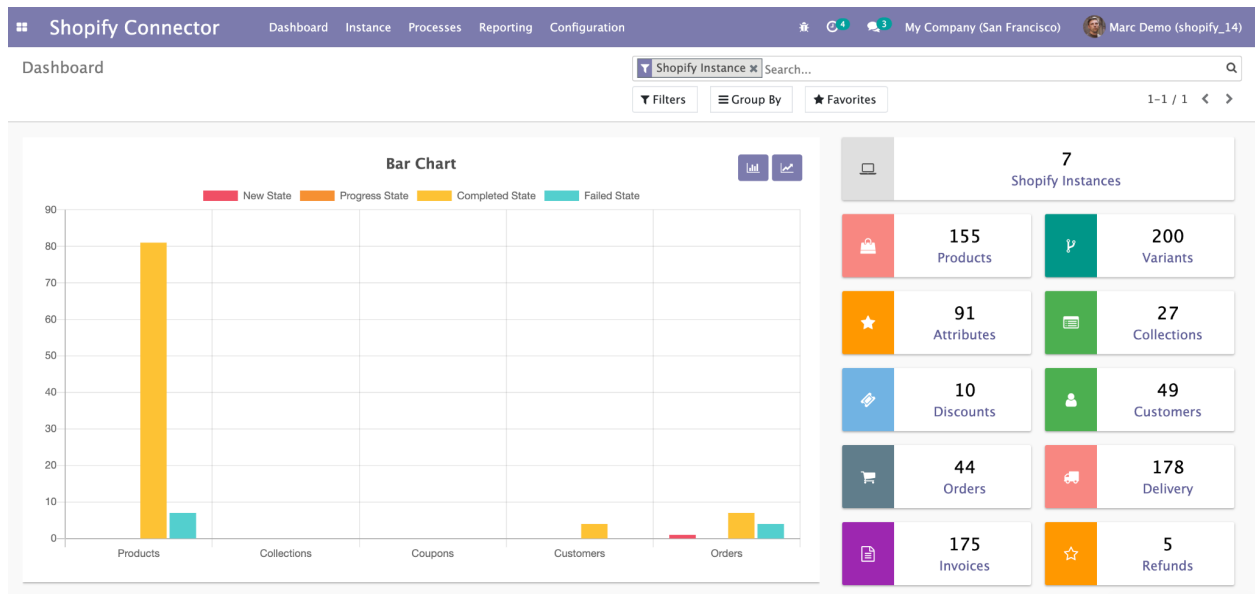 Shopify Connector Dashboard Instance Processes Reporting Configuration 4 3 My Company (San Francisco) Marc Demo (shopify_14)
Dashboard
Shopify Instance × Search...
Filters Group By Favorites 1-1 / 1
Bar Chart
New State Progress State Completed State Failed State
90
80
70
60
50
40
30
20
10
0
Products Collections Coupons Customers Orders
7
Shopify Instances
155
Products
200
Variants
91
Attributes
27
Collections
10
Discounts
49
Customers
44
Orders
178
Delivery
175
Invoices
5
Refunds